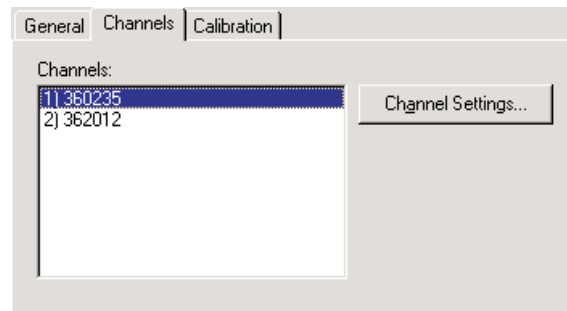 General Channels Calibration
Channels:
1) 360235
Channel Settings...
2) 362012